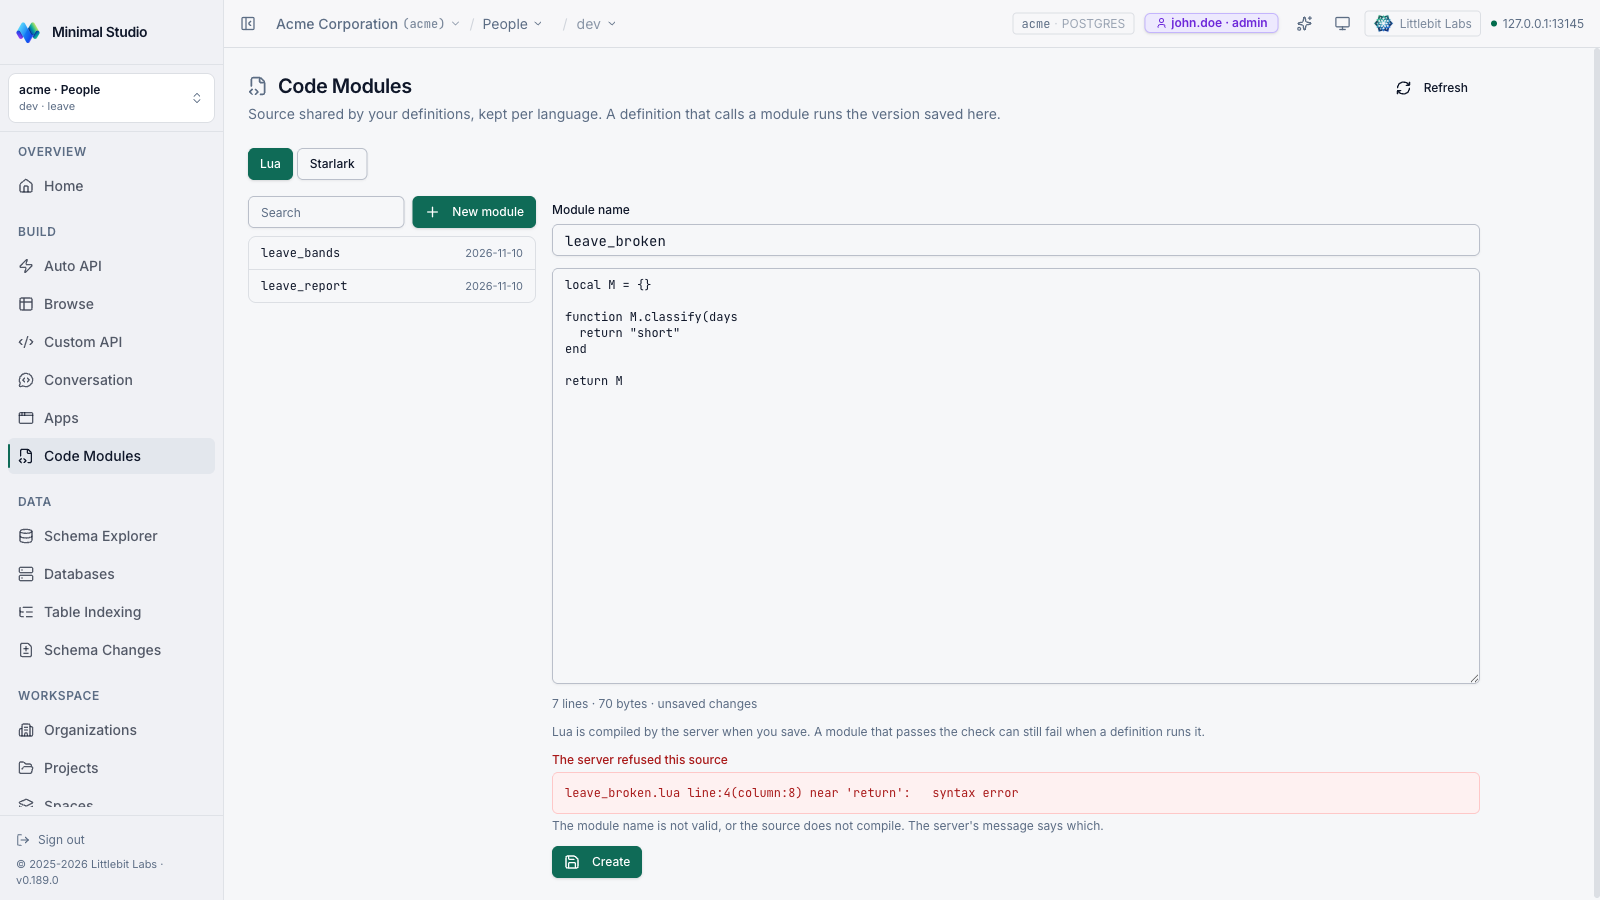 Minimal Studio
acme · People
dev · leave
OVERVIEW
Home
BUILD
Auto API
Browse
Custom API
Conversation
Apps
Code Modules
DATA
Schema Explorer
Databases
Table Indexing
Schema Changes
WORKSPACE
Organizations
Projects
Spaces
Sign out
© 2025-2026 Littlebit Labs ·
v0.189.0
Acme Corporation (acme) / People / dev
acme · POSTGRES
john.doe · admin
Littlebit Labs
127.0.0.1:13145
Code Modules
Refresh
Source shared by your definitions, kept per language. A definition that calls a module runs the version saved here.
Lua
Starlark
Search
New module
leave_bands 2026-11-10
leave_report 2026-11-10
Module name
leave_broken
local M = {}
function M.classify(days
  return "short"
end
return M
7 lines · 70 bytes · unsaved changes
Lua is compiled by the server when you save. A module that passes the check can still fail when a definition runs it.
The server refused this source
leave_broken.lua line:4(column:8) near 'return':   syntax error
The module name is not valid, or the source does not compile. The server's message says which.
Create